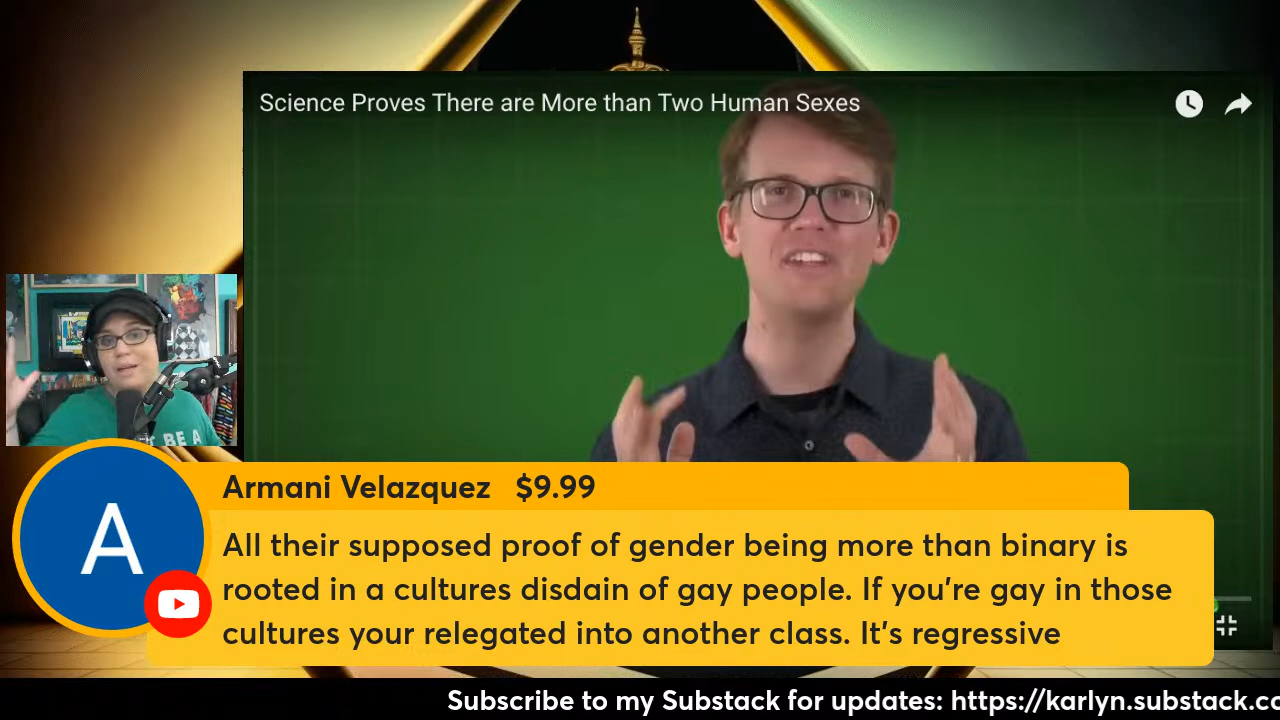 Science Proves There are More than Two Human Sexes
T BE A
Armani Velazquez $9.99
A
All their supposed proof of gender being more than binary is
rooted in a cultures disdain of gay people. If you're gay in those
cultures your relegated into another class. It's regressive
Subscribe to my Substack for updates: https://karlyn.substack.co